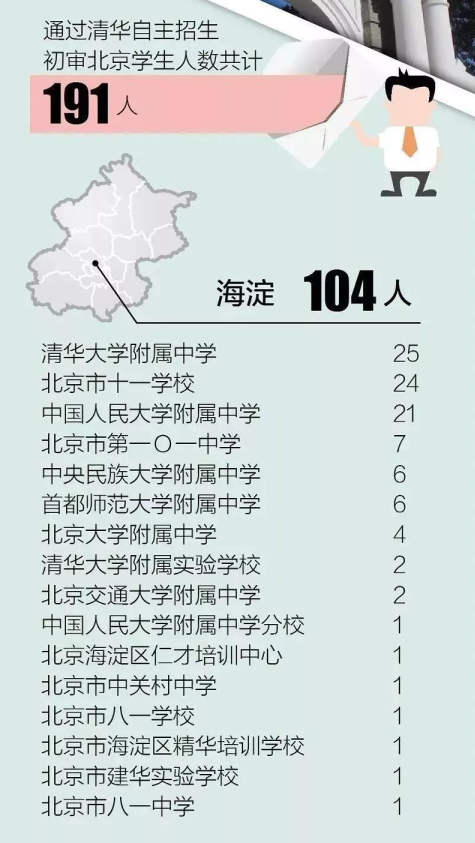 通过清华自主招生
初审北京学生人数共计
191人
海淀 104人
清华大学附属中学 25
北京市十一学校 24
中国人民大学附属中学 21
北京市第一〇一中学 7
中央民族大学附属中学 6
首都师范大学附属中学 6
北京大学附属中学 4
清华大学附属实验学校 2
北京交通大学附属中学 2
中国人民大学附属中学分校 1
北京海淀区仁才培训中心 1
北京市中关村中学 1
北京市八一学校 1
北京市海淀区精华培训学校 1
北京市建华实验学校 1
北京市八一中学 1